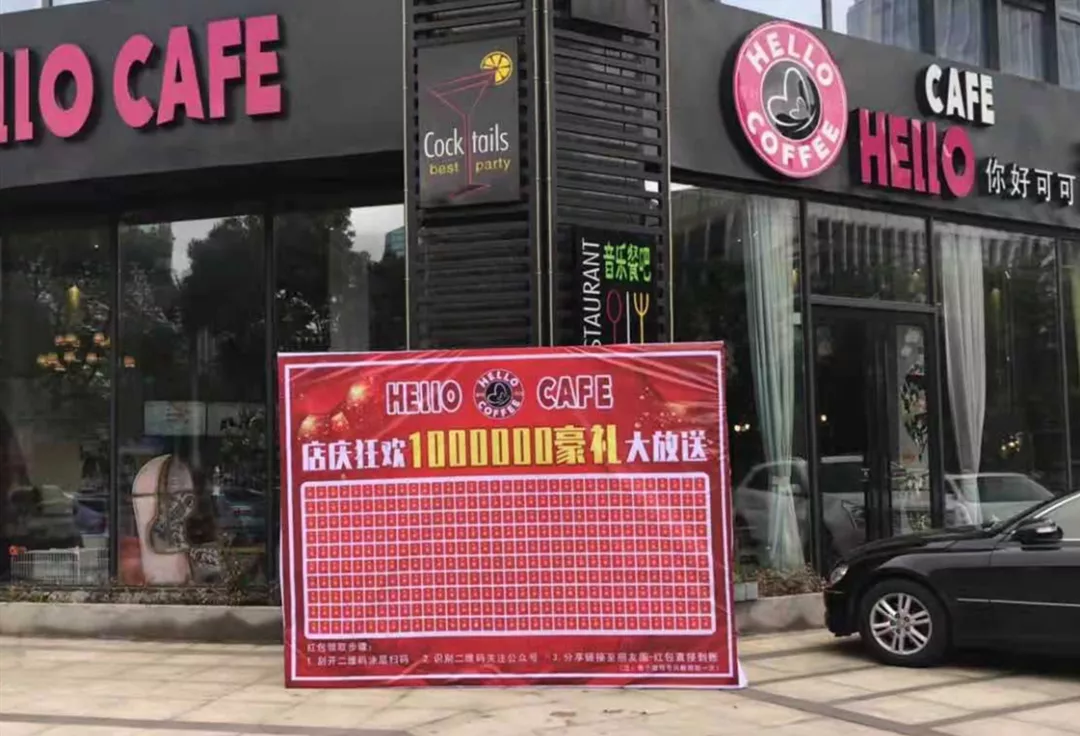 LLO CAFE
Cocktails
best party
HELLO
COFFEE
CAFE
HELLO
你好可可
STAURANT
音乐餐吧
HELLO
HELLO
COFFEE
CAFE
店庆狂欢1000000豪礼大放送
红包领取步骤:
1.刮开二维码涂层扫码 2.识别二维码关注公众号 3.分享链接至朋友圈-红包直接到帐